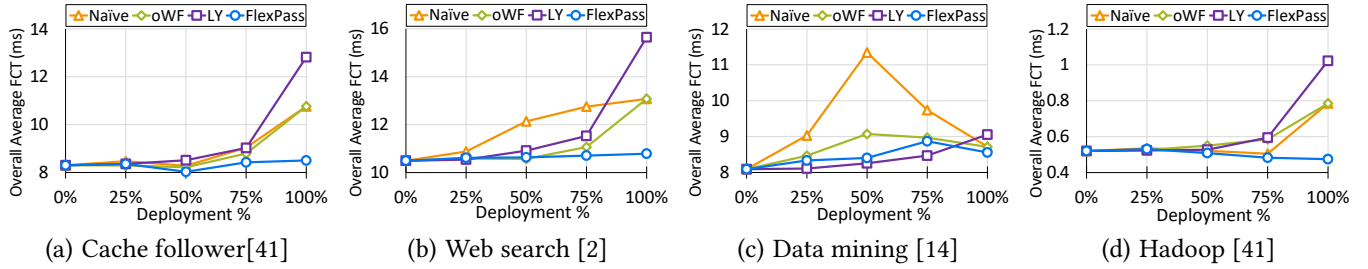 Naïve oWF LY FlexPass
Overall Average FCT (ms)
14
12
10
8
0% 25% 50% 75% 100%
Deployment %
(a) Cache follower[41]
Naïve oWF LY FlexPass
Overall Average FCT (ms)
16
14
12
10
0% 25% 50% 75% 100%
Deployment %
(b) Web search [2]
Naïve oWF LY FlexPass
Overall Average FCT (ms)
12
11
10
9
8
0% 25% 50% 75% 100%
Deployment %
(c) Data mining [14]
Naïve oWF LY FlexPass
Overall Average FCT (ms)
1.2
1
0.8
0.6
0.4
0% 25% 50% 75% 100%
Deployment %
(d) Hadoop [41]